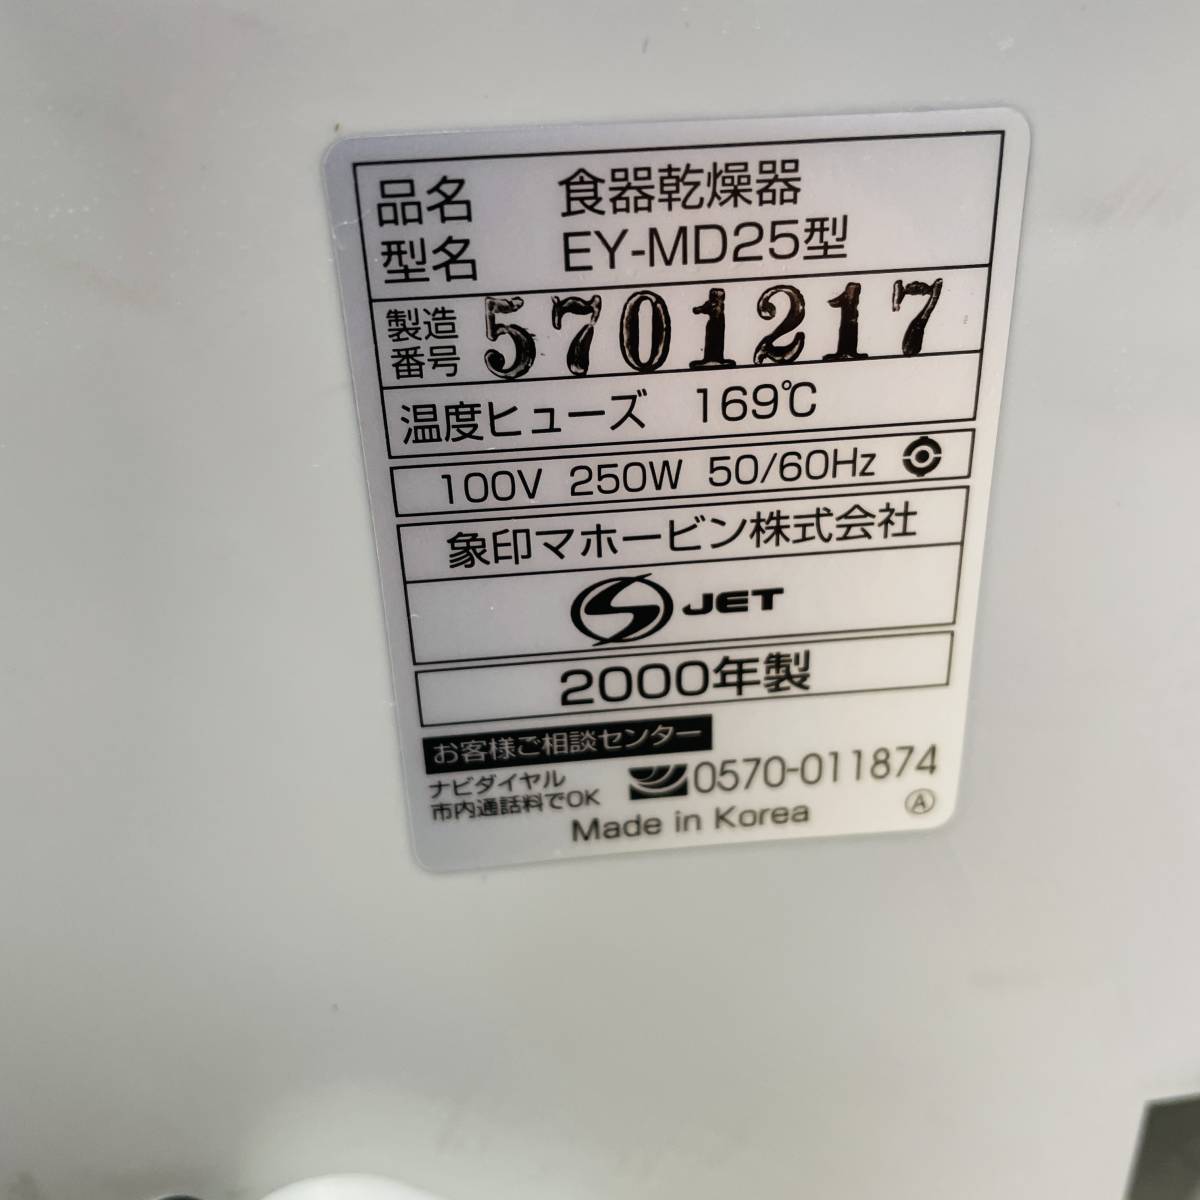 品名 食器乾燥器
型名 EY-MD25型
製造番号 5701217
温度ヒューズ 169℃
100V 250W 50/60Hz
象印マホービン株式会社
S JET
2000年製
お客様ご相談センター
ナビダイヤル
市内通話料でOK 0570-011874
Made in Korea Ⓐ